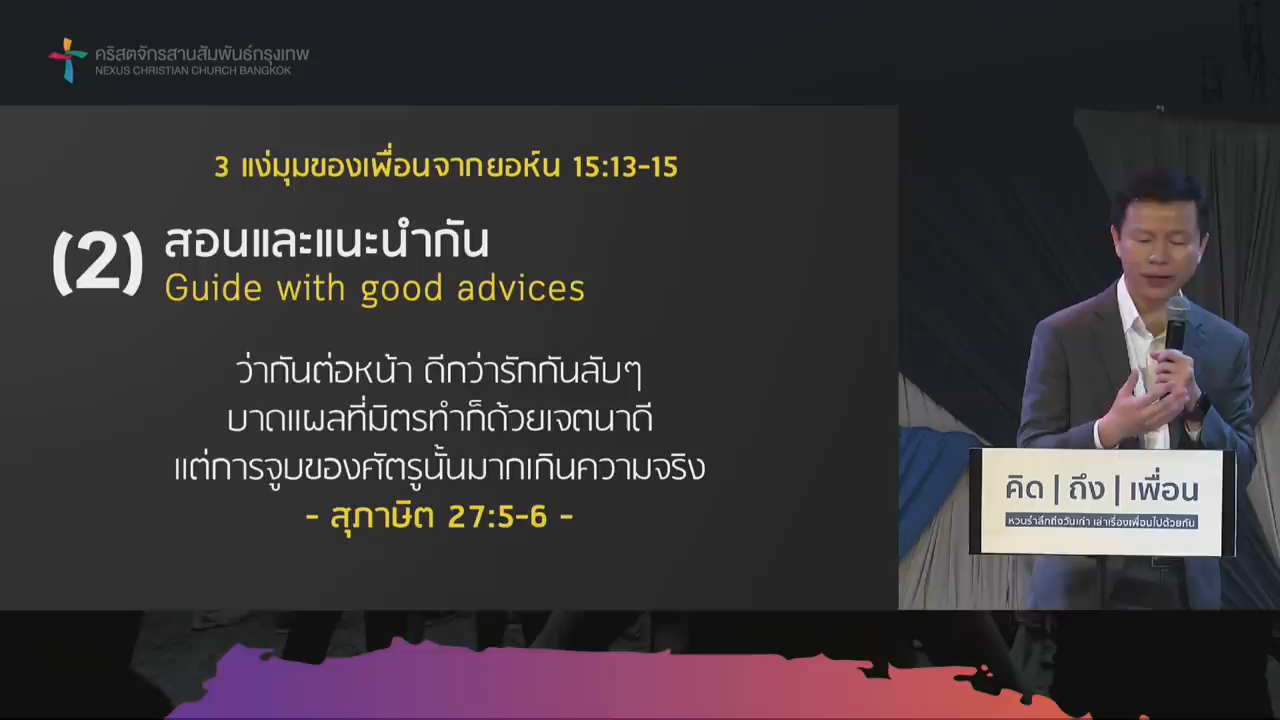 คริสตจักรสานสัมพันธ์กรุงเทพ
NEXUS CHRISTIAN CHURCH BANGKOK
3 แง่มุมของเพื่อนจากยอห์น 15:13-15
(2) สอนและแนะนำกัน
Guide with good advices
ว่ากันต่อหน้า ดีกว่ารักกันลับๆ
บาดแผลที่มิตรทำก็ด้วยเจตนาดี
แต่การจูบของศัตรูนั้นมากเกินความจริง
- สุภาษิต 27:5-6 -
คิด | ถึง | เพื่อน
หวนรำลึกถึงวันเก่า เล่าเรื่องเพื่อนไปด้วยกัน